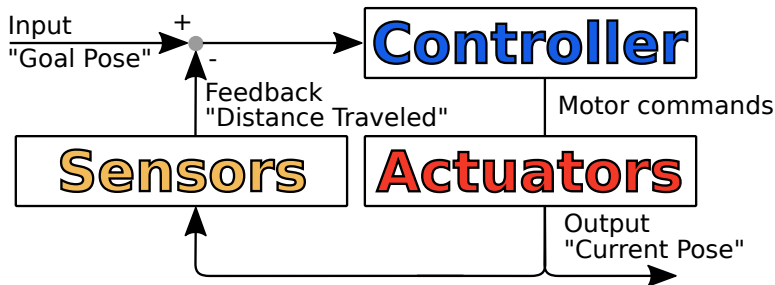 Input
+
"Goal Pose"
-
Controller
Feedback
"Distance Traveled"
Motor commands
Sensors
Actuators
Output
"Current Pose"